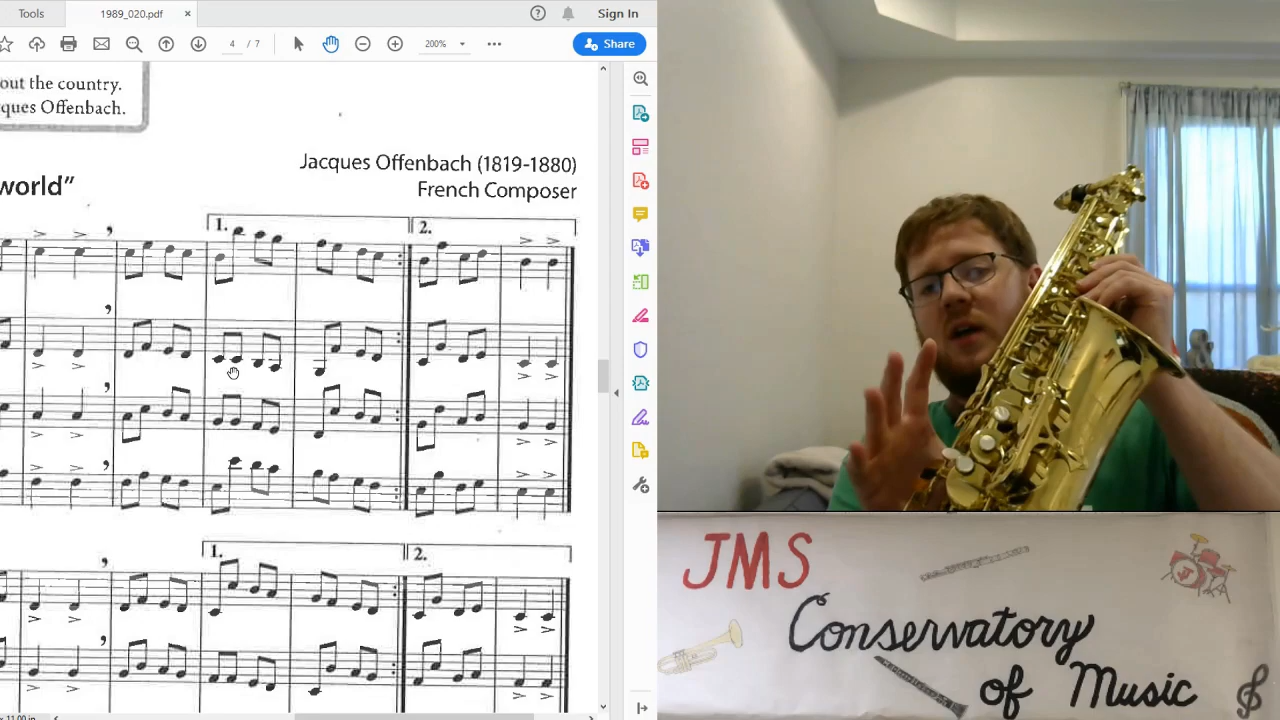 Tools
1989_020.pdf
×
Sign In
4 / 7
200%
Share
out the country.
ques Offenbach.
Jacques Offenbach (1819-1880)
French Composer
world”
1.
2.
1.
2.
JMS
Conservatory
of Music